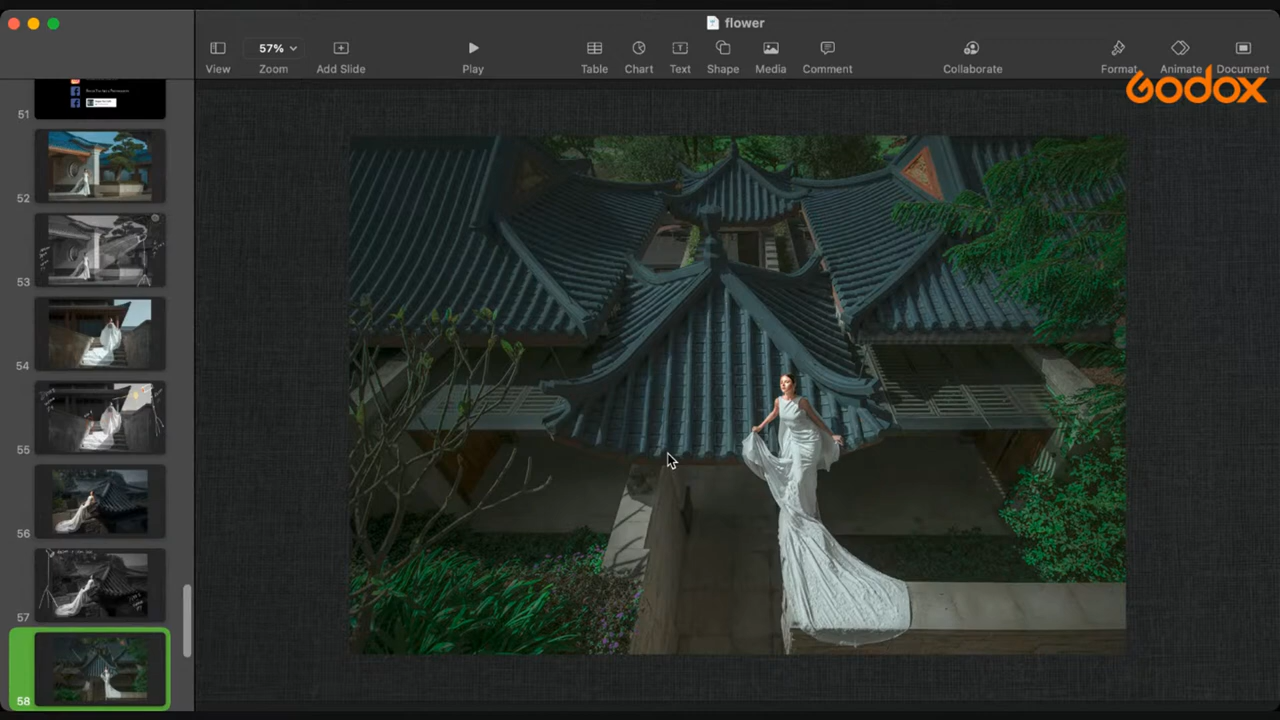 flower
57%
View
Zoom
Add Slide
Play
Table
Chart
Text
Shape
Media
Comment
Collaborate
Format
Animate
Document
Godox
51
52
53
54
55
56
57
58